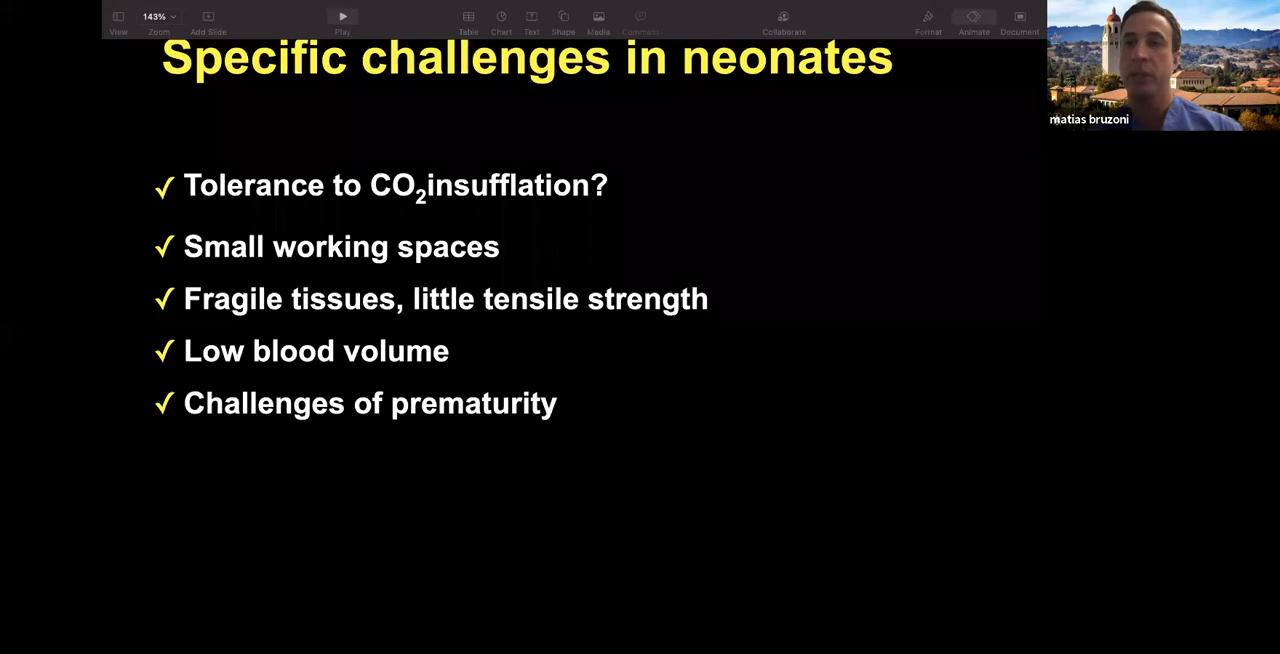 143%
View
Zoom
Add Slide
Play
Table
Chart
Text
Shape
Media
Comment
Collaborate
Format
Animate
Document
matias bruzoni
Specific challenges in neonates
✓ Tolerance to CO₂insufflation?
✓ Small working spaces
✓ Fragile tissues, little tensile strength
✓ Low blood volume
✓ Challenges of prematurity